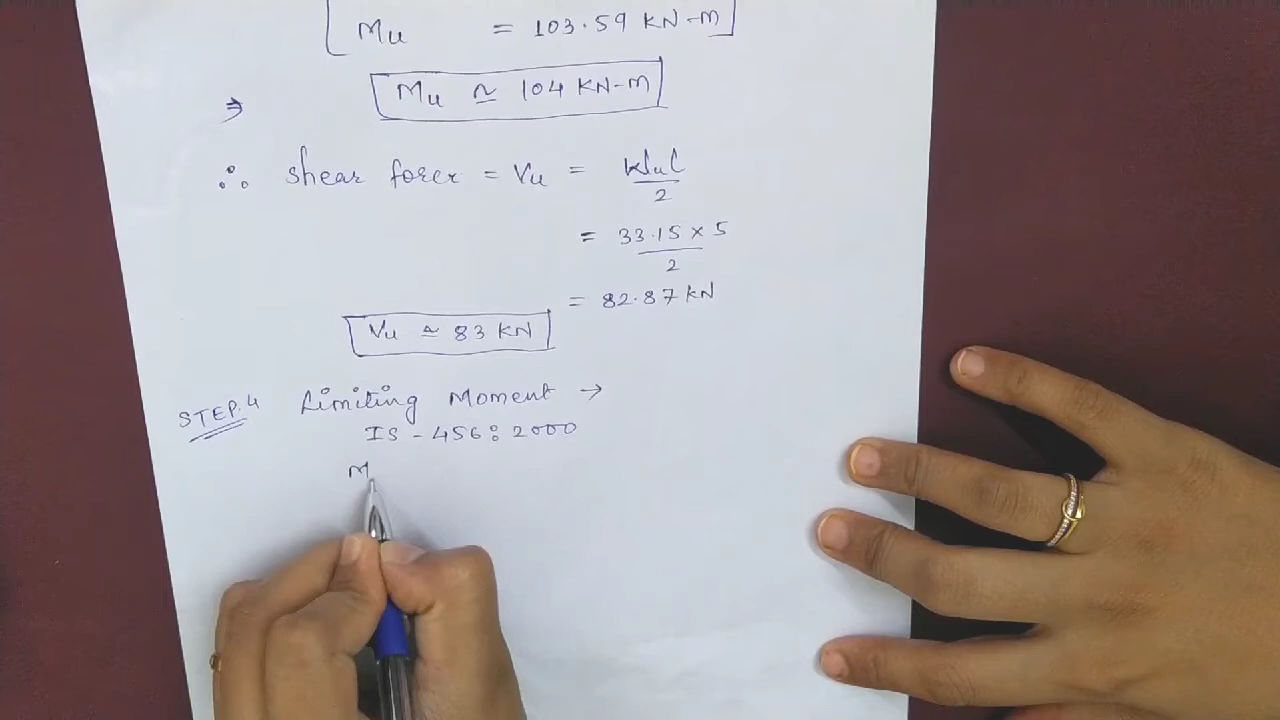 Mu = 103.59 KN-m
⇒ Mu ≃ 104 KN-m
∴ shear force = Vu = Wul
2
= 33.15 × 5
2
= 82.87 KN
Vu ≃ 83 KN
STEP.4 Limiting Moment →
IS - 456 : 2000
M